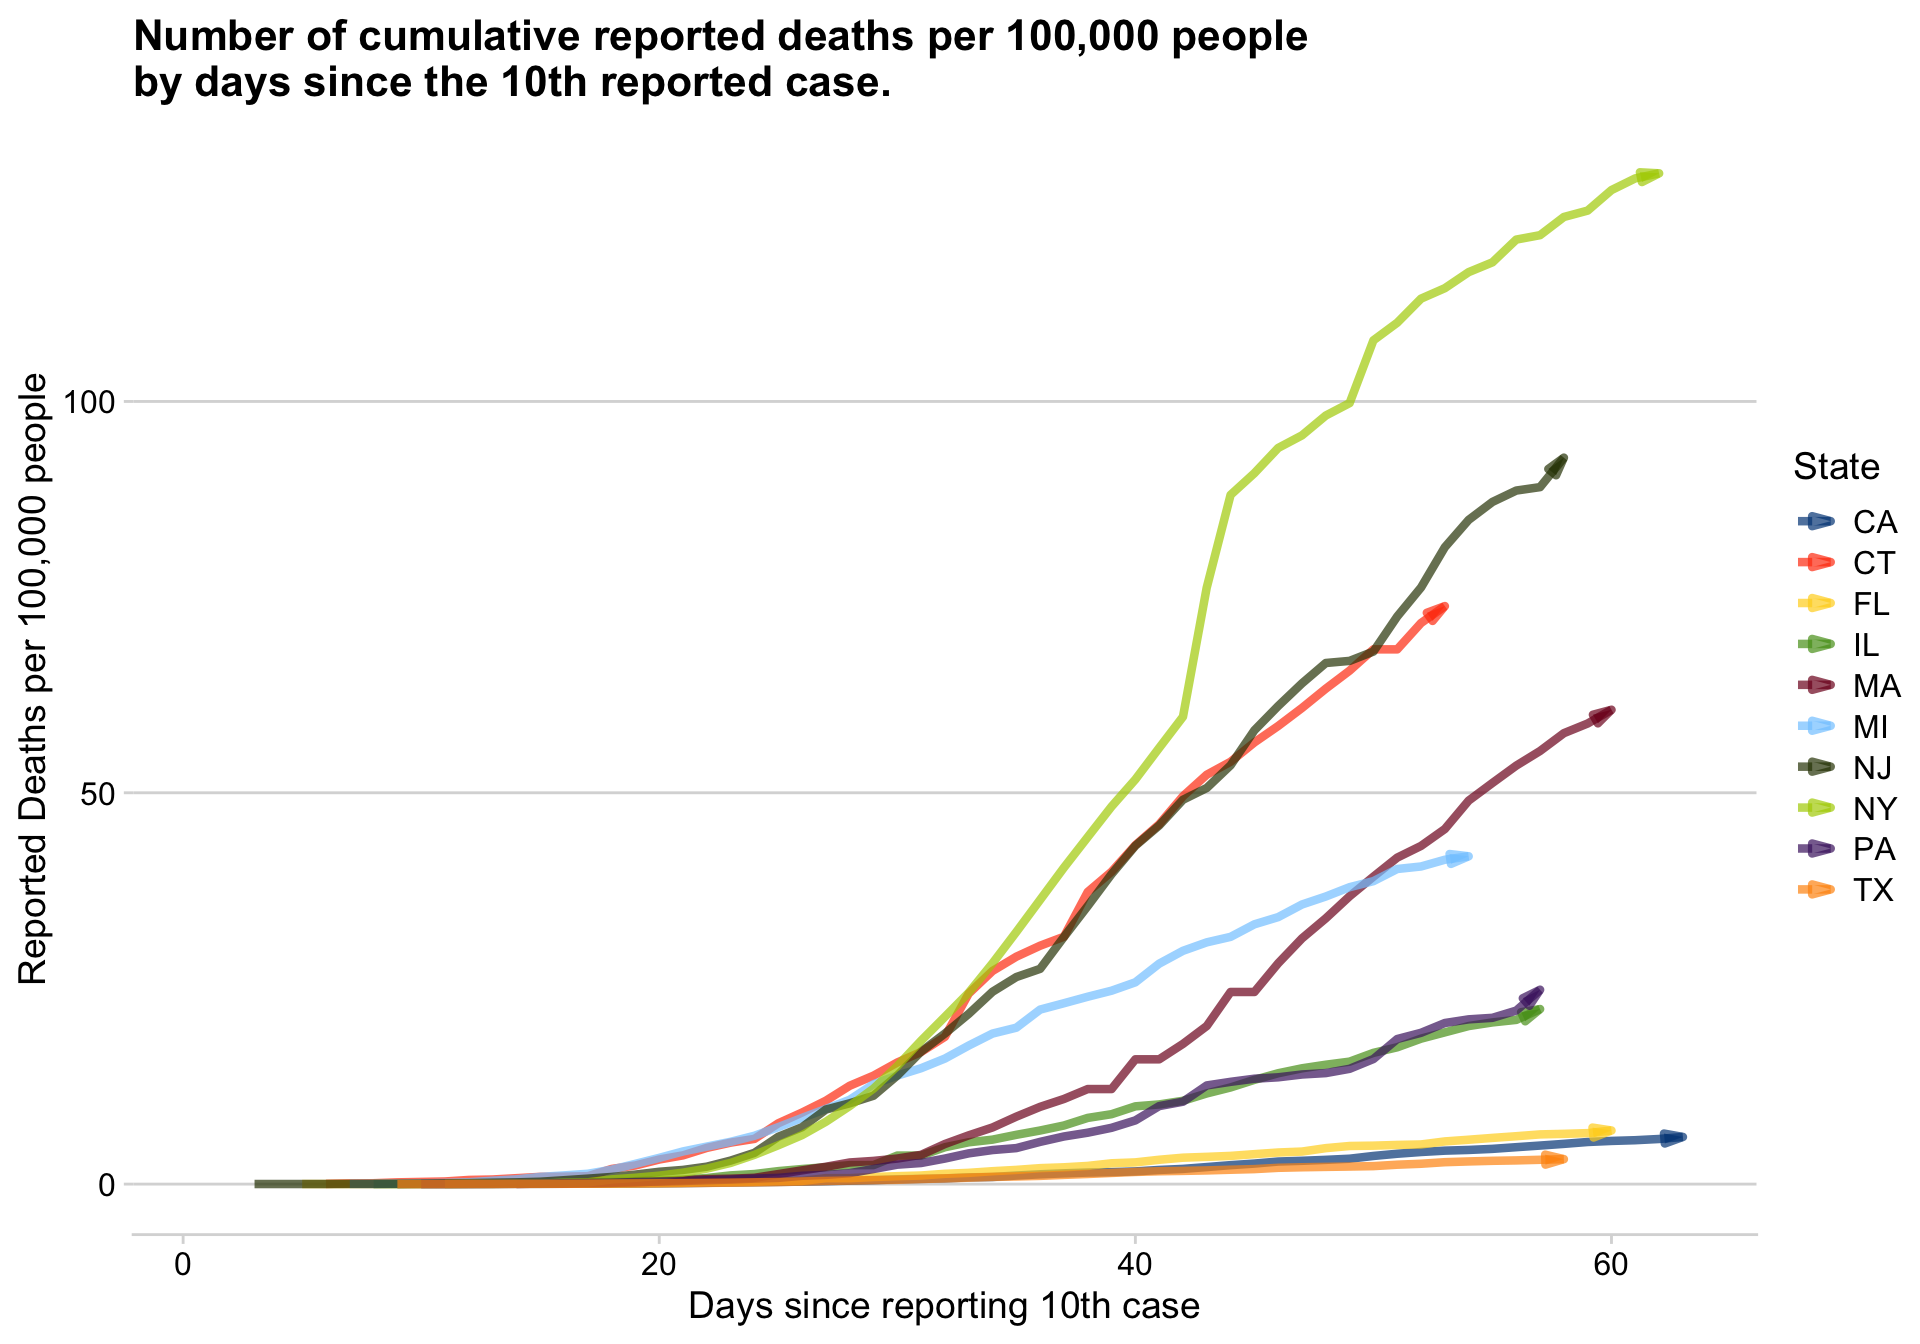 Number of cumulative reported deaths per 100,000 people
by days since the 10th reported case.
Reported Deaths per 100,000 people
100
50
0
0
20
40
60
Days since reporting 10th case
State
CA
CT
FL
IL
MA
MI
NJ
NY
PA
TX